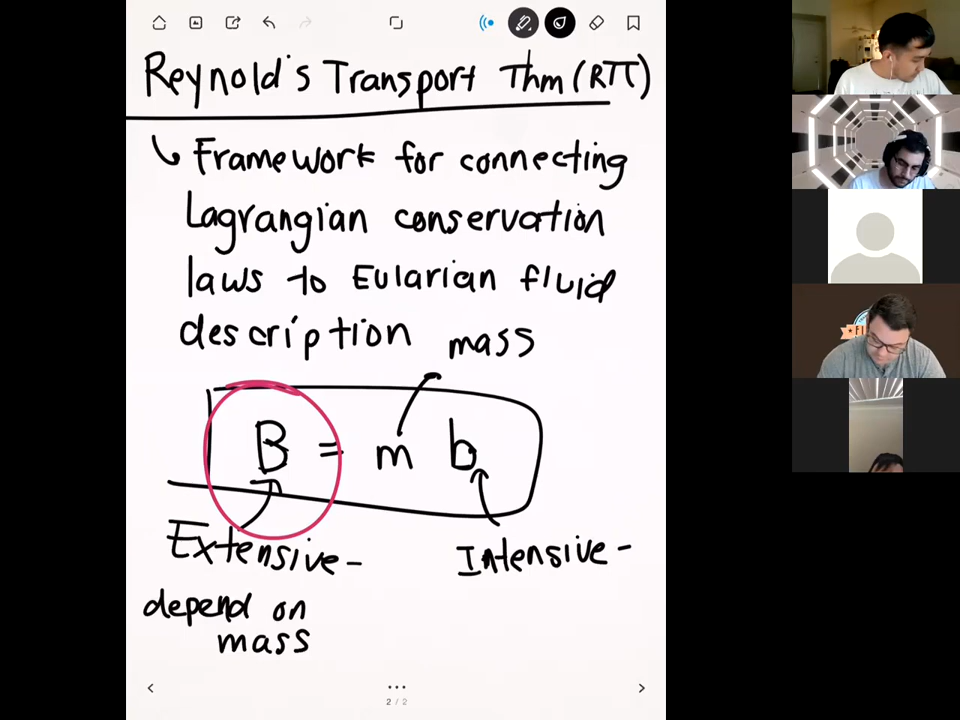 Reynold's Transport Thm (RTT)
Framework for connecting
Lagrangian conservation
laws to Eularian fluid
description
mass
B = m b
Extensive -
depend on
mass
Intensive -
2 / 2